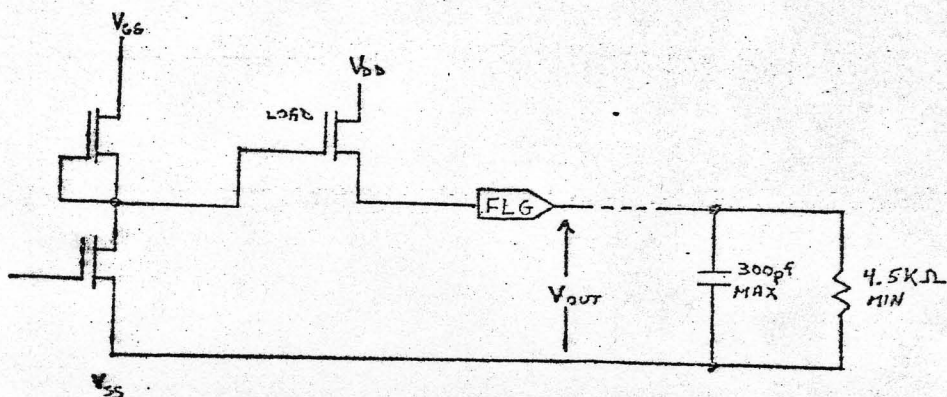 VGG
VDD
LOAD
FLG
VOUT
300pf
MAX
4.5KΩ
MIN
VSS